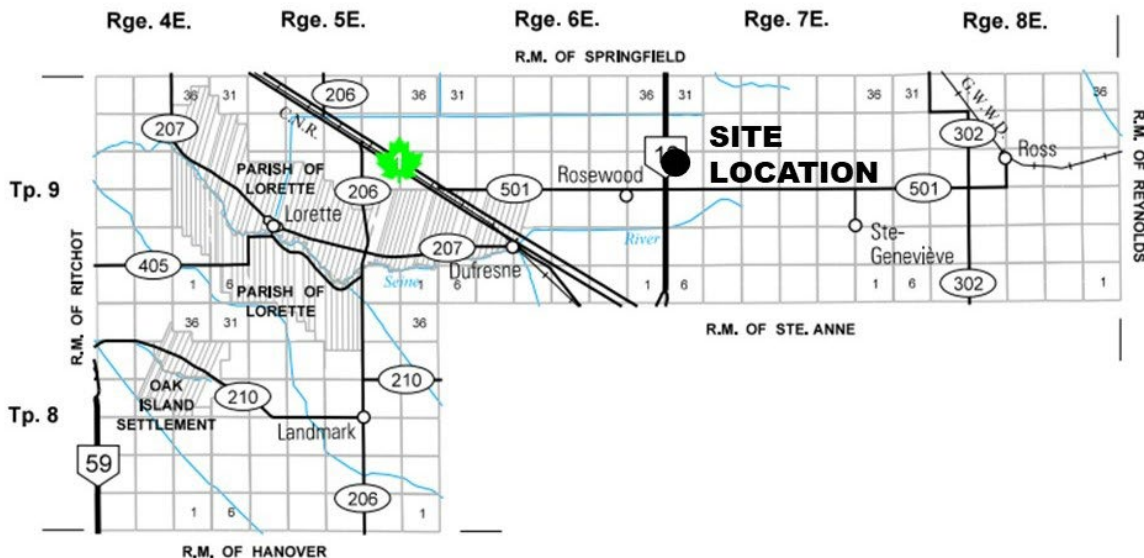 Rge. 4E. Rge. 5E. Rge. 6E. Rge. 7E. Rge. 8E.
R.M. OF SPRINGFIELD
36 31 206 36 31 36 31 36 31 36
G.W.W.D.
207 C.N.R. 302
1 SITE
LOCATION
Ross
R.M. OF REYNOLDS
Tp. 9
PARISH OF
LORETTE
206 501 Rosewood 501
Lorette
207 River
Dufresne
Ste-
Geneviève
405 Seine
1 6 1 6 1 6 1 6 302 1
PARISH OF
LORETTE
R.M. OF RITCHOT
R.M. OF STE. ANNE
36 31 36
OAK
ISLAND
SETTLEMENT
210 210
Tp. 8
Landmark
59
206
1 6 1
R.M. OF HANOVER